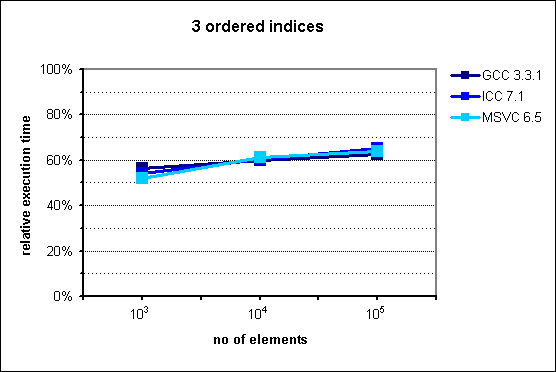 3 ordered indices
100%
80%
60%
40%
20%
0%
relative execution time
10³
10⁴
10⁵
no of elements
GCC 3.3.1
ICC 7.1
MSVC 6.5